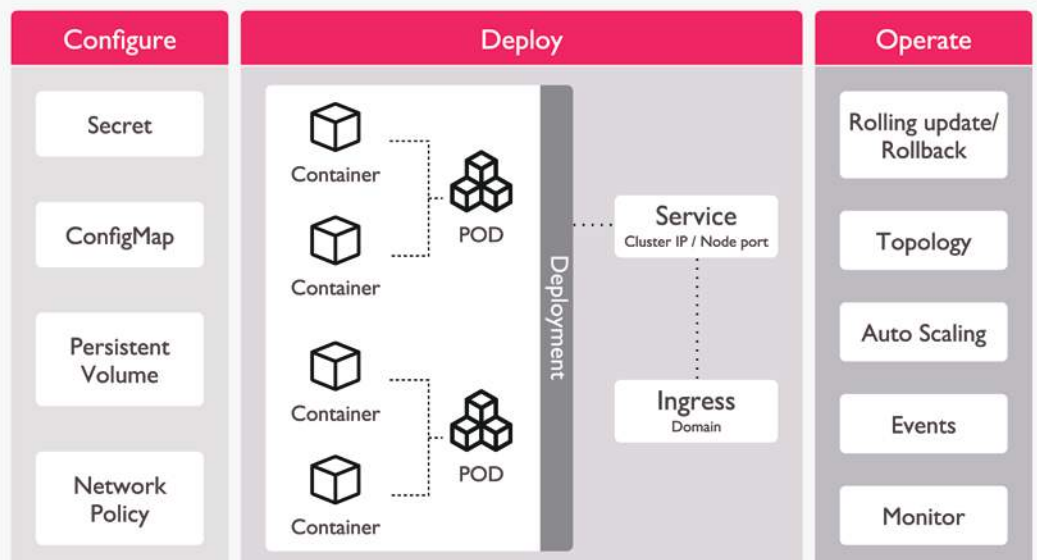 Configure
Secret
ConfigMap
Persistent
Volume
Network
Policy
Deploy
Container
Container
POD
Container
Container
POD
Deployment
Service
Cluster IP / Node port
Ingress
Domain
Operate
Rolling update/
Rollback
Topology
Auto Scaling
Events
Monitor